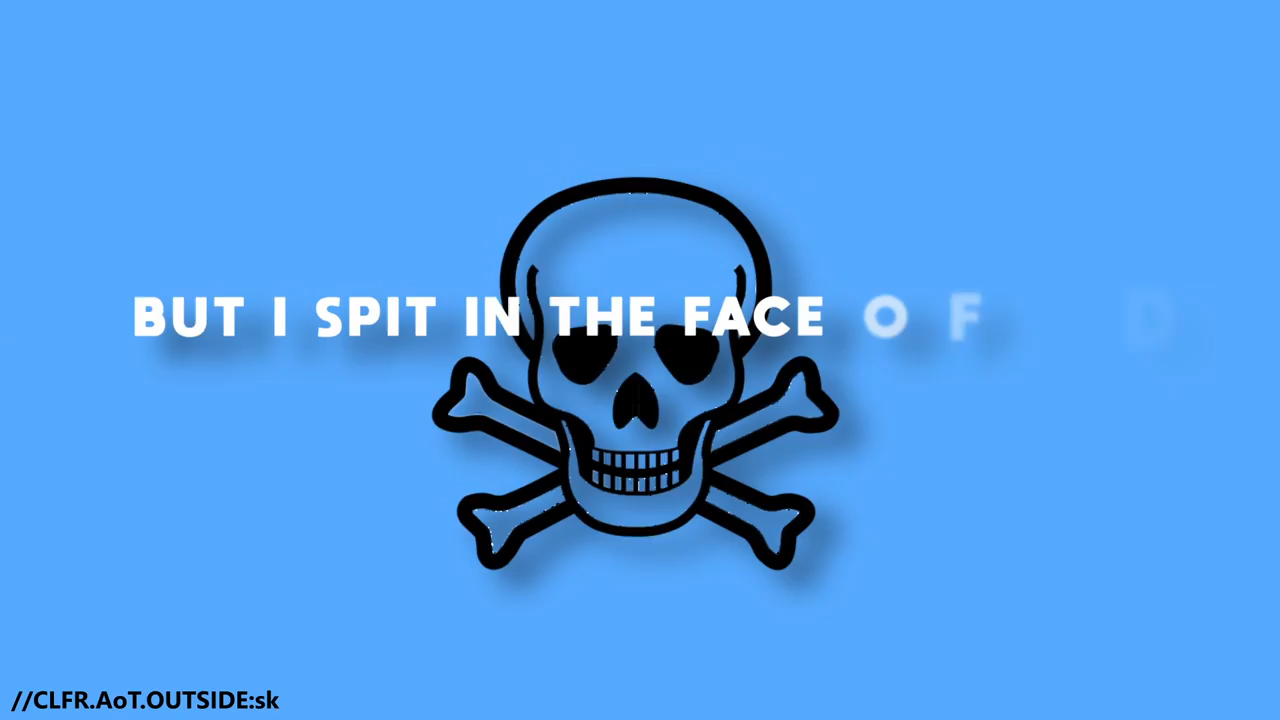 BUT I SPIT IN THE FACE OF D
//CLFR.AoT.OUTSIDE:sk